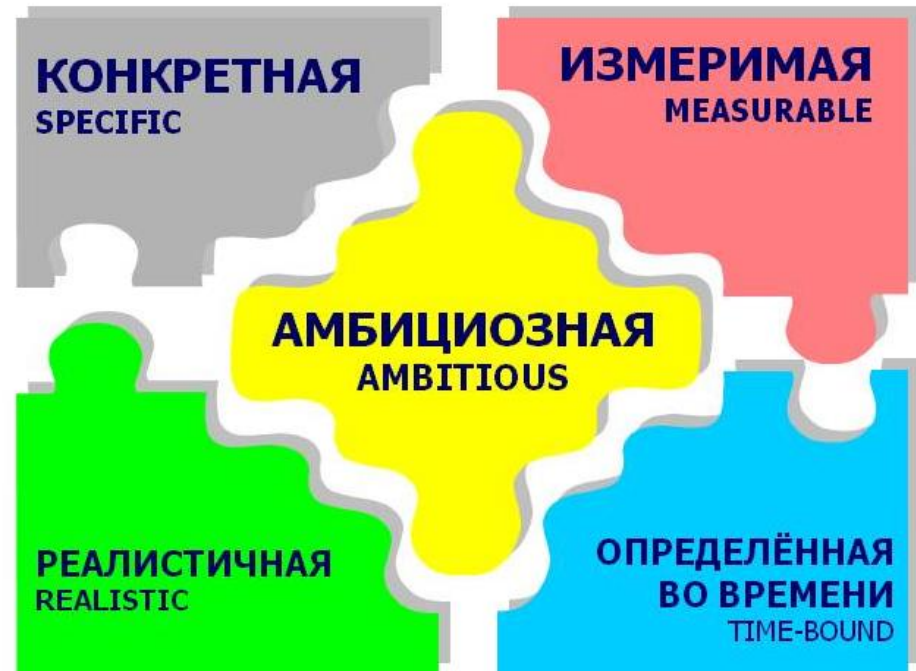 КОНКРЕТНАЯ
SPECIFIC
ИЗМЕРИМАЯ
MEASURABLE
АМБИЦИОЗНАЯ
AMBITIOUS
РЕАЛИСТИЧНАЯ
REALISTIC
ОПРЕДЕЛЁННАЯ
ВО ВРЕМЕНИ
TIME-BOUND